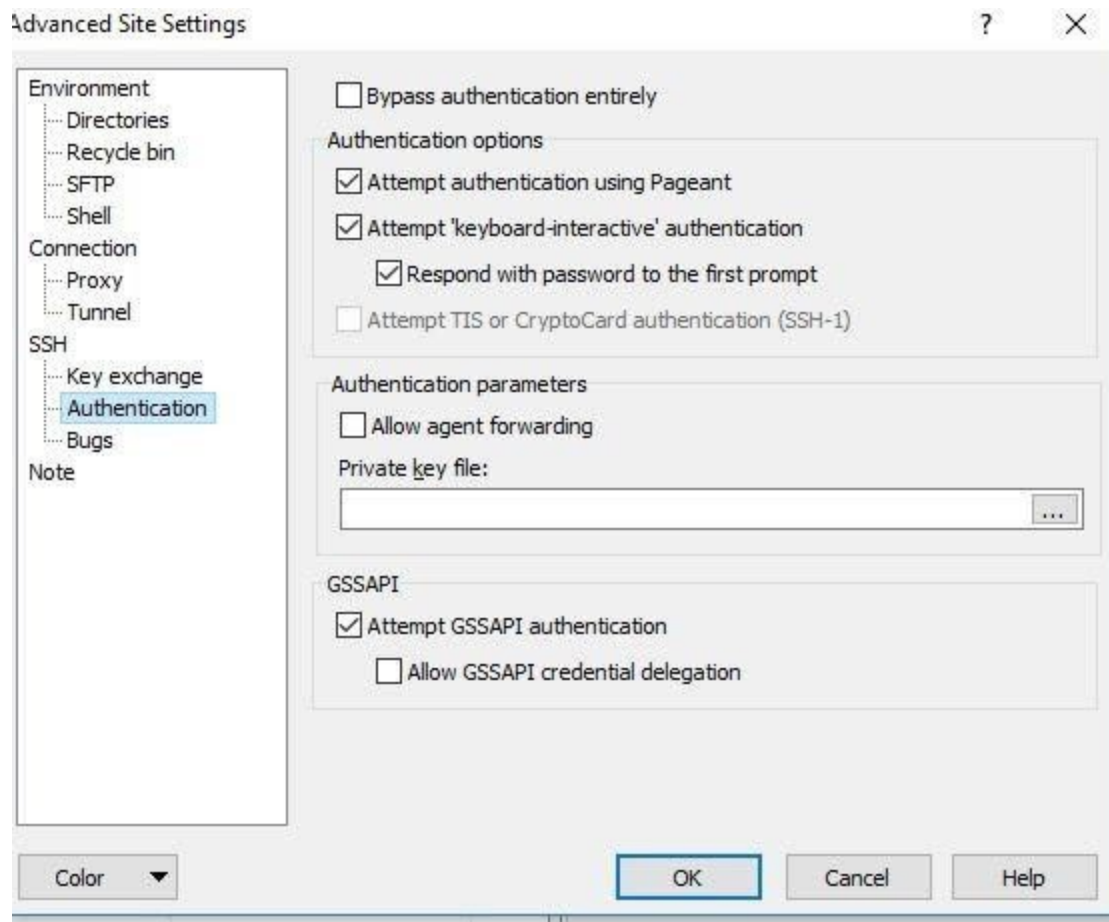 Advanced Site Settings
?
Environment
Directories
Recycle bin
SFTP
Shell
Connection
Proxy
Tunnel
SSH
Key exchange
Authentication
Bugs
Note
Bypass authentication entirely
Authentication options
Attempt authentication using Pageant
Attempt 'keyboard-interactive' authentication
Respond with password to the first prompt
Attempt TIS or CryptoCard authentication (SSH-1)
Authentication parameters
Allow agent forwarding
Private key file:
...
GSSAPI
Attempt GSSAPI authentication
Allow GSSAPI credential delegation
Color
OK
Cancel
Help